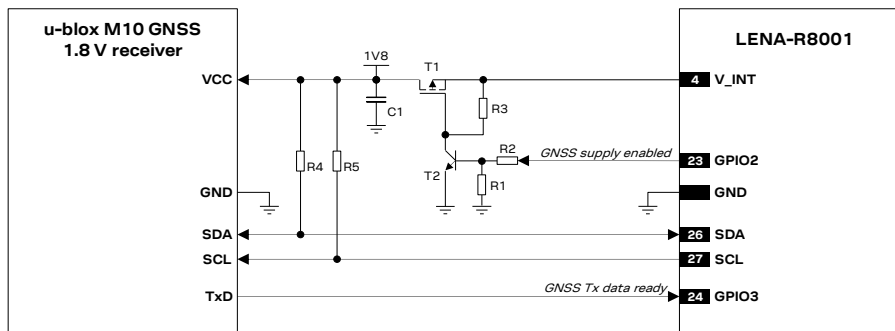 u-blox M10 GNSS
1.8 V receiver
LENA-R8001
1V8
T1
VCC
4 V_INT
C1
R3
R2
GNSS supply enabled
23 GPIO2
R4
R5
T2
R1
GND
GND
SDA
26 SDA
SCL
27 SCL
TxD
GNSS Tx data ready
24 GPIO3